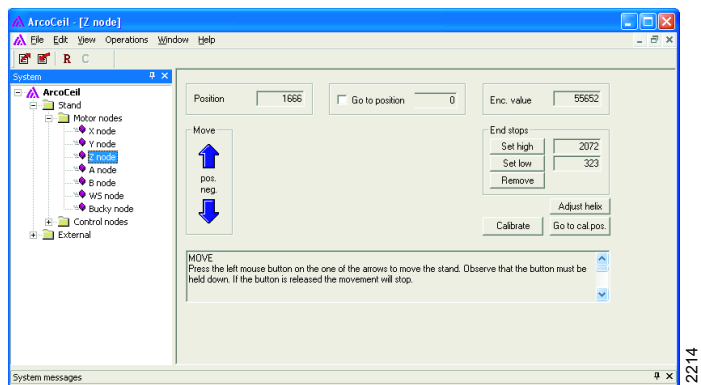 ArcoCeil - [Z node]
File Edit View Operations Window Help
R C
System
ArcoCeil
Stand
Motor nodes
X node
Y node
Z node
A node
B node
WS node
Bucky node
Control nodes
External
Position 1666
Go to position 0
Enc. value 55652
Move
pos.
neg.
End stops
Set high 2072
Set low 323
Remove
Adjust helix
Calibrate Go to cal.pos.
MOVE
Press the left mouse button on the one of the arrows to move the stand. Observe that the button must be
held down. If the button is released the movement will stop.
System messages
2214